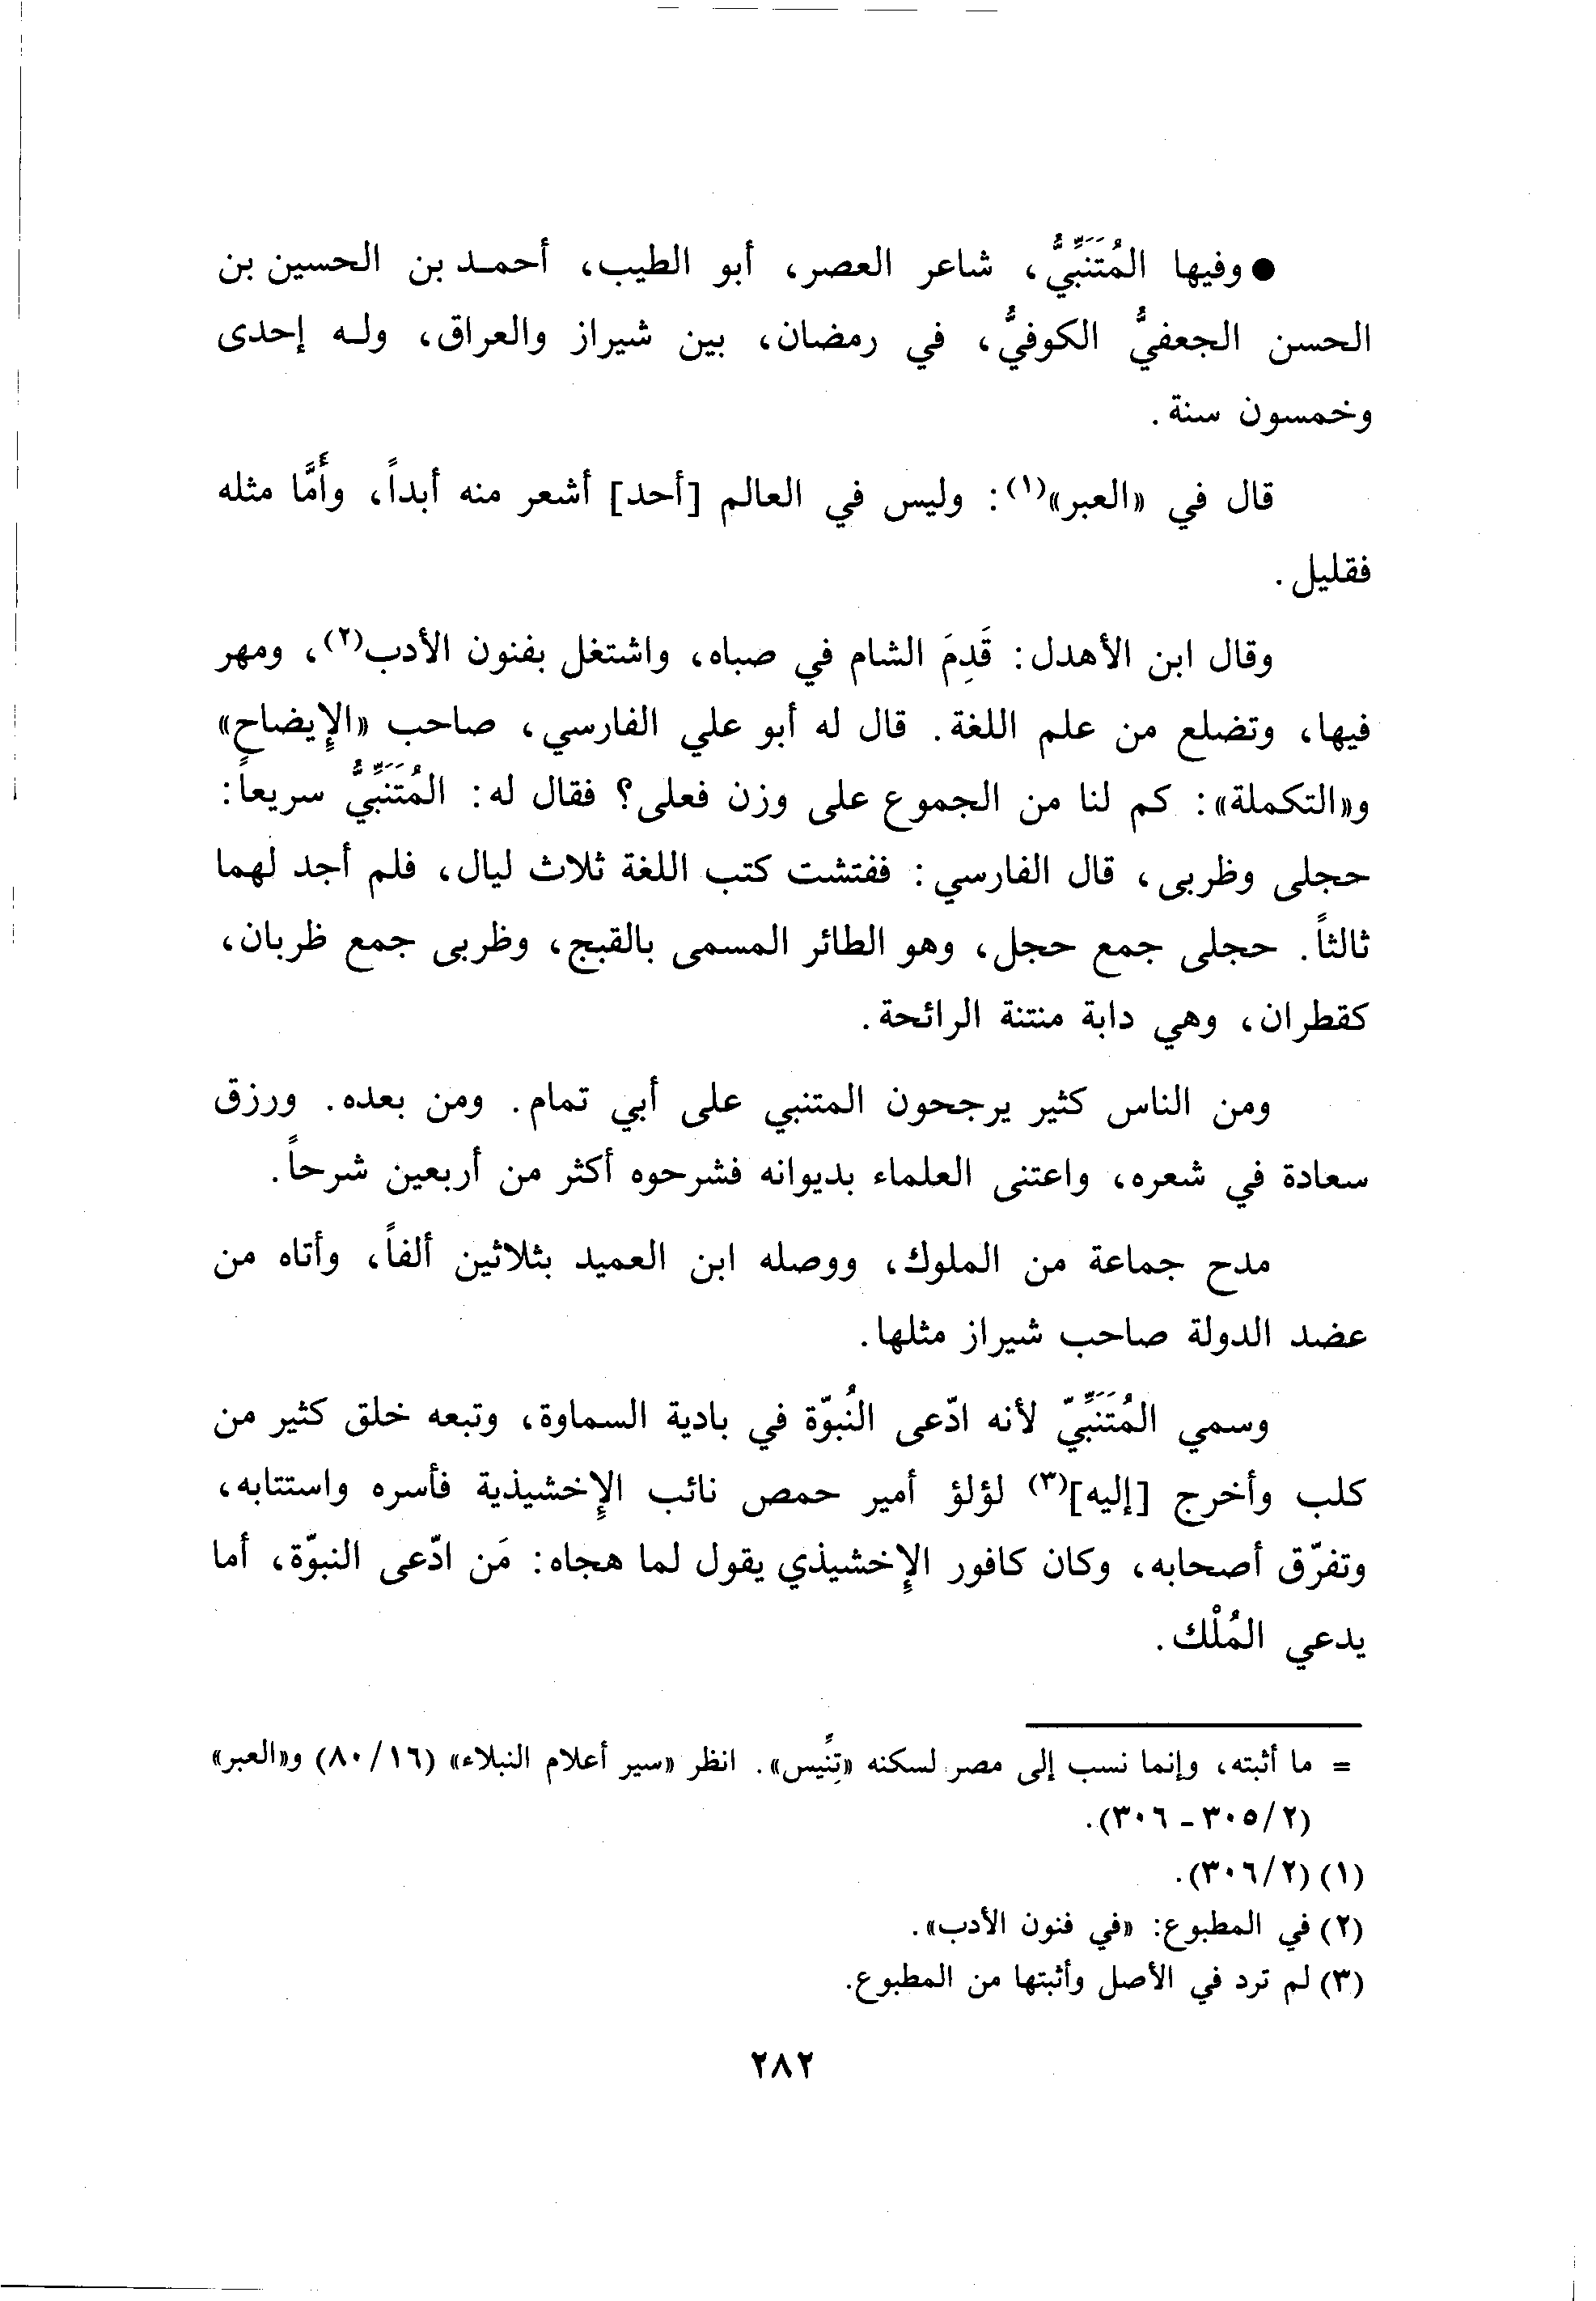 ● وفيها المُتَنَبِّيُّ، شاعر العصر، أبو الطيب، أحمـد بن الحسين بن
الحسن الجعفيُّ الكوفيُّ، في رمضان، بين شيراز والعراق، ولـه إحدى
وخمسون سنة.
قال في «العبر»(١): وليس في العالم [أحد] أشعر منه أبداً، وأَمَّا مثله
فقليل.
وقال ابن الأهدل: قَدِمَ الشام في صباه، واشتغل بفنون الأدب(٢)، ومهر
فيها، وتضلع من علم اللغة. قال له أبو علي الفارسي، صاحب «الإيضاح»
و«التكملة»: كم لنا من الجموع على وزن فعلى؟ فقال له: المُتَنَبِّيُّ سريعاً:
حجلى وظربى، قال الفارسي: ففتشت كتب اللغة ثلاث ليال، فلم أجد لهما
ثالثاً. حجلى جمع حجل، وهو الطائر المسمى بالقبج، وظربى جمع ظربان،
كقطران، وهي دابة منتنة الرائحة.
ومن الناس كثير يرجحون المتنبي على أبي تمام. ومن بعده. ورزق
سعادة في شعره، واعتنى العلماء بديوانه فشرحوه أكثر من أربعين شرحاً.
مدح جماعة من الملوك، ووصله ابن العميد بثلاثين ألفاً، وأتاه من
عضد الدولة صاحب شيراز مثلها.
وسمي المُتَنَبِّيّ لأنه ادّعى النُبوّة في بادية السماوة، وتبعه خلق كثير من
كلب وأخرج [إليه](٣) لؤلؤ أمير حمص نائب الإخشيذية فأسره واستتابه،
وتفرّق أصحابه، وكان كافور الإخشيذي يقول لما هجاه: مَن ادّعى النبوّة، أما
يدعي المُلْك.
= ما أثبته، وإنما نسب إلى مصر لسكنه «تِنَّيس». انظر «سير أعلام النبلاء» (٨٠/١٦) و«العبر»
(٣٠٥/٢ - ٣٠٦).
(١) (٣٠٦/٢).
(٢) في المطبوع: «في فنون الأدب».
(٣) لم ترد في الأصل وأثبتها من المطبوع.
٢٨٢